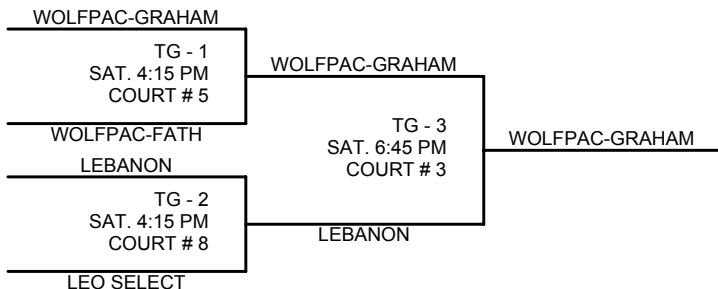 WOLFPAC-GRAHAM
TG - 1
SAT. 4:15 PM
COURT # 5
WOLFPAC-FATH
WOLFPAC-GRAHAM
LEBANON
TG - 2
SAT. 4:15 PM
COURT # 8
LEO SELECT
TG - 3
SAT. 6:45 PM
COURT # 3
LEBANON
WOLFPAC-GRAHAM